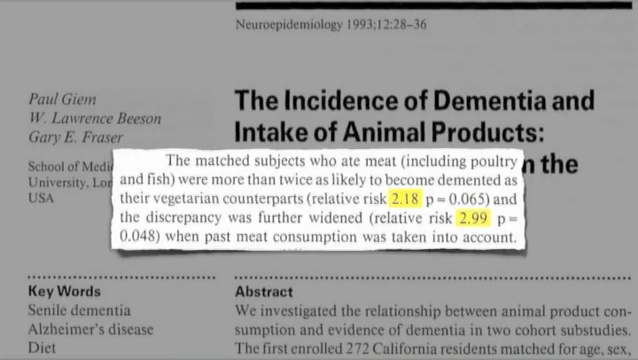 Neuroepidemiology 1993;12:28–36
Paul Giem
W. Lawrence Beeson
Gary E. Fraser
The Incidence of Dementia and
Intake of Animal Products:
n the
School of Medi
University, Lo
USA
The matched subjects who ate meat (including poultry
and fish) were more than twice as likely to become demented as
their vegetarian counterparts (relative risk 2.18 p = 0.065) and
the discrepancy was further widened (relative risk 2.99 p =
0.048) when past meat consumption was taken into account.
Key Words
Senile dementia
Alzheimer's disease
Diet
Abstract
We investigated the relationship between animal product con-
sumption and evidence of dementia in two cohort substudies.
The first enrolled 272 California residents matched for age, sex,